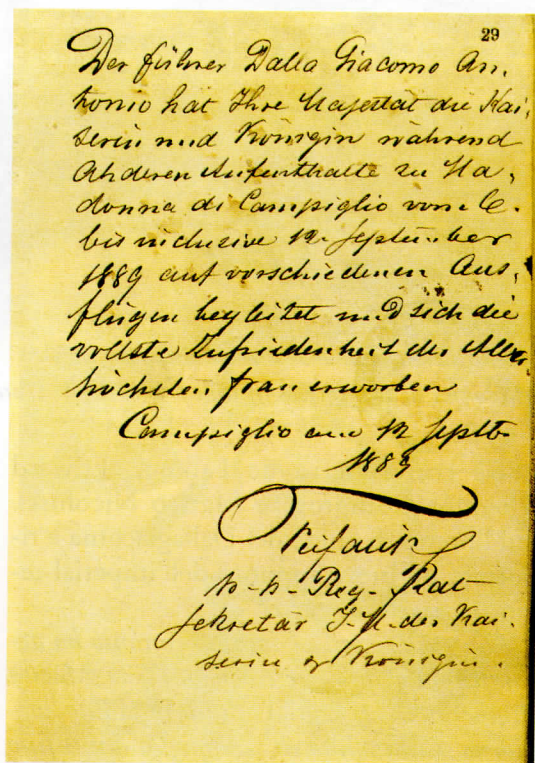 29
Der führer Dalla Giacomo An,
tonio hat Ihre Majestät die Kai,
serin und Königin während
Ah deren Aufenthalte zu Ma,
donna di Campiglio vom 6.
bis inclusive 12. September
1889 auf verschiedenen Aus,
flügen begleitet und sich die
vollste Zufriedenheit der Aller,
höchsten frau erworben
Campiglio am 12 Septb.
1889
k-k-Reg-Rat
Sekretär I-M-der Kai-
serin u Königin.